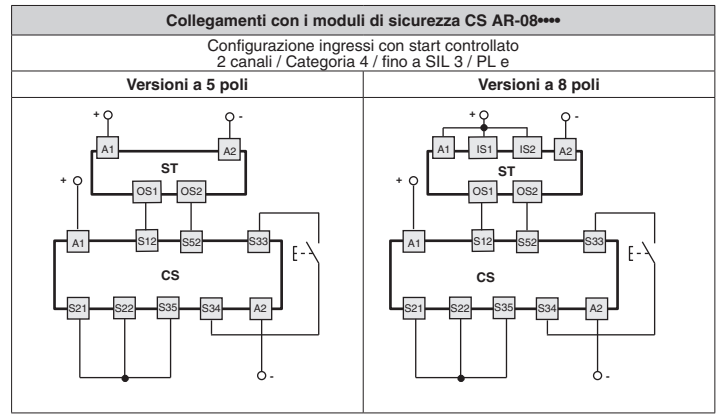 Collegamenti con i moduli di sicurezza CS AR-08••••
Configurazione ingressi con start controllato
2 canali / Categoria 4 / fino a SIL 3 / PL e
Versioni a 5 poli
Versioni a 8 poli
+ -
A1 A2
ST
OS1 OS2
+
A1 S12 S52 S33
CS
S21 S22 S35 S34 A2
-
+ -
A1 IS1 IS2 A2
ST
OS1 OS2
+
A1 S12 S52 S33
CS
S21 S22 S35 S34 A2
-